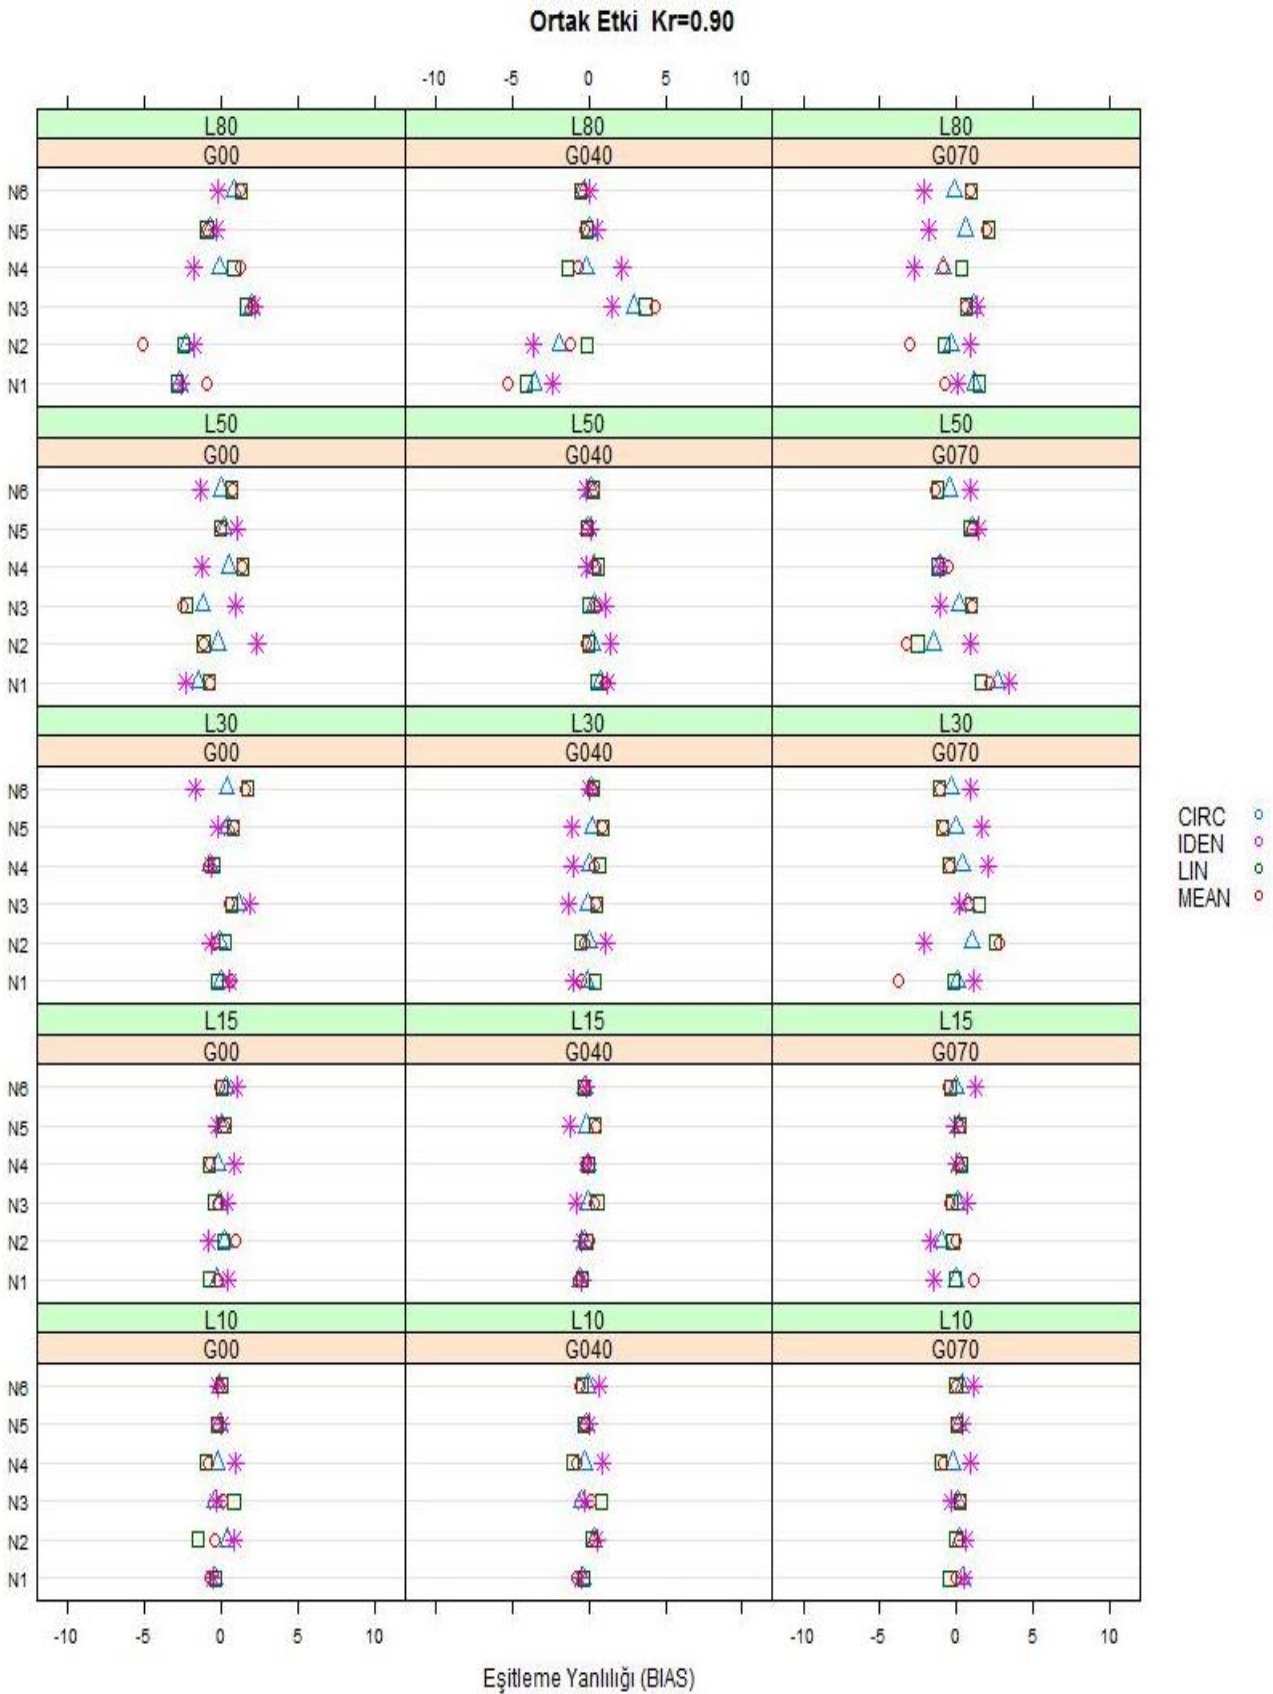 Ortak Etki  Kr=0.90
-10 -5 0 5 10
L80 L80 L80
G00 G040 G070
N6
N5
N4
N3
N2
N1
L50 L50 L50
G00 G040 G070
N6
N5
N4
N3
N2
N1
L30 L30 L30
G00 G040 G070
N6
N5
N4
N3
N2
N1
L15 L15 L15
G00 G040 G070
N6
N5
N4
N3
N2
N1
L10 L10 L10
G00 G040 G070
N6
N5
N4
N3
N2
N1
-10 -5 0 5 10 -10 -5 0 5 10
Eşitleme Yanlılığı (BIAS)
CIRC
IDEN
LIN
MEAN